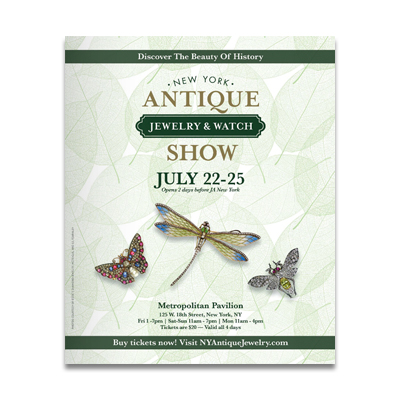 Discover The Beauty Of History
· NEW YORK ·
ANTIQUE
JEWELRY & WATCH
SHOW
JULY 22-25
Opens 2 days before JA New York
Metropolitan Pavilion
125 W. 18th Street, New York, NY
Fri 1 -7pm | Sat-Sun 11am - 7pm | Mon 11am - 4pm
Tickets are $20 — Valid all 4 days
Buy tickets now! Visit NYAntiqueJewelry.com